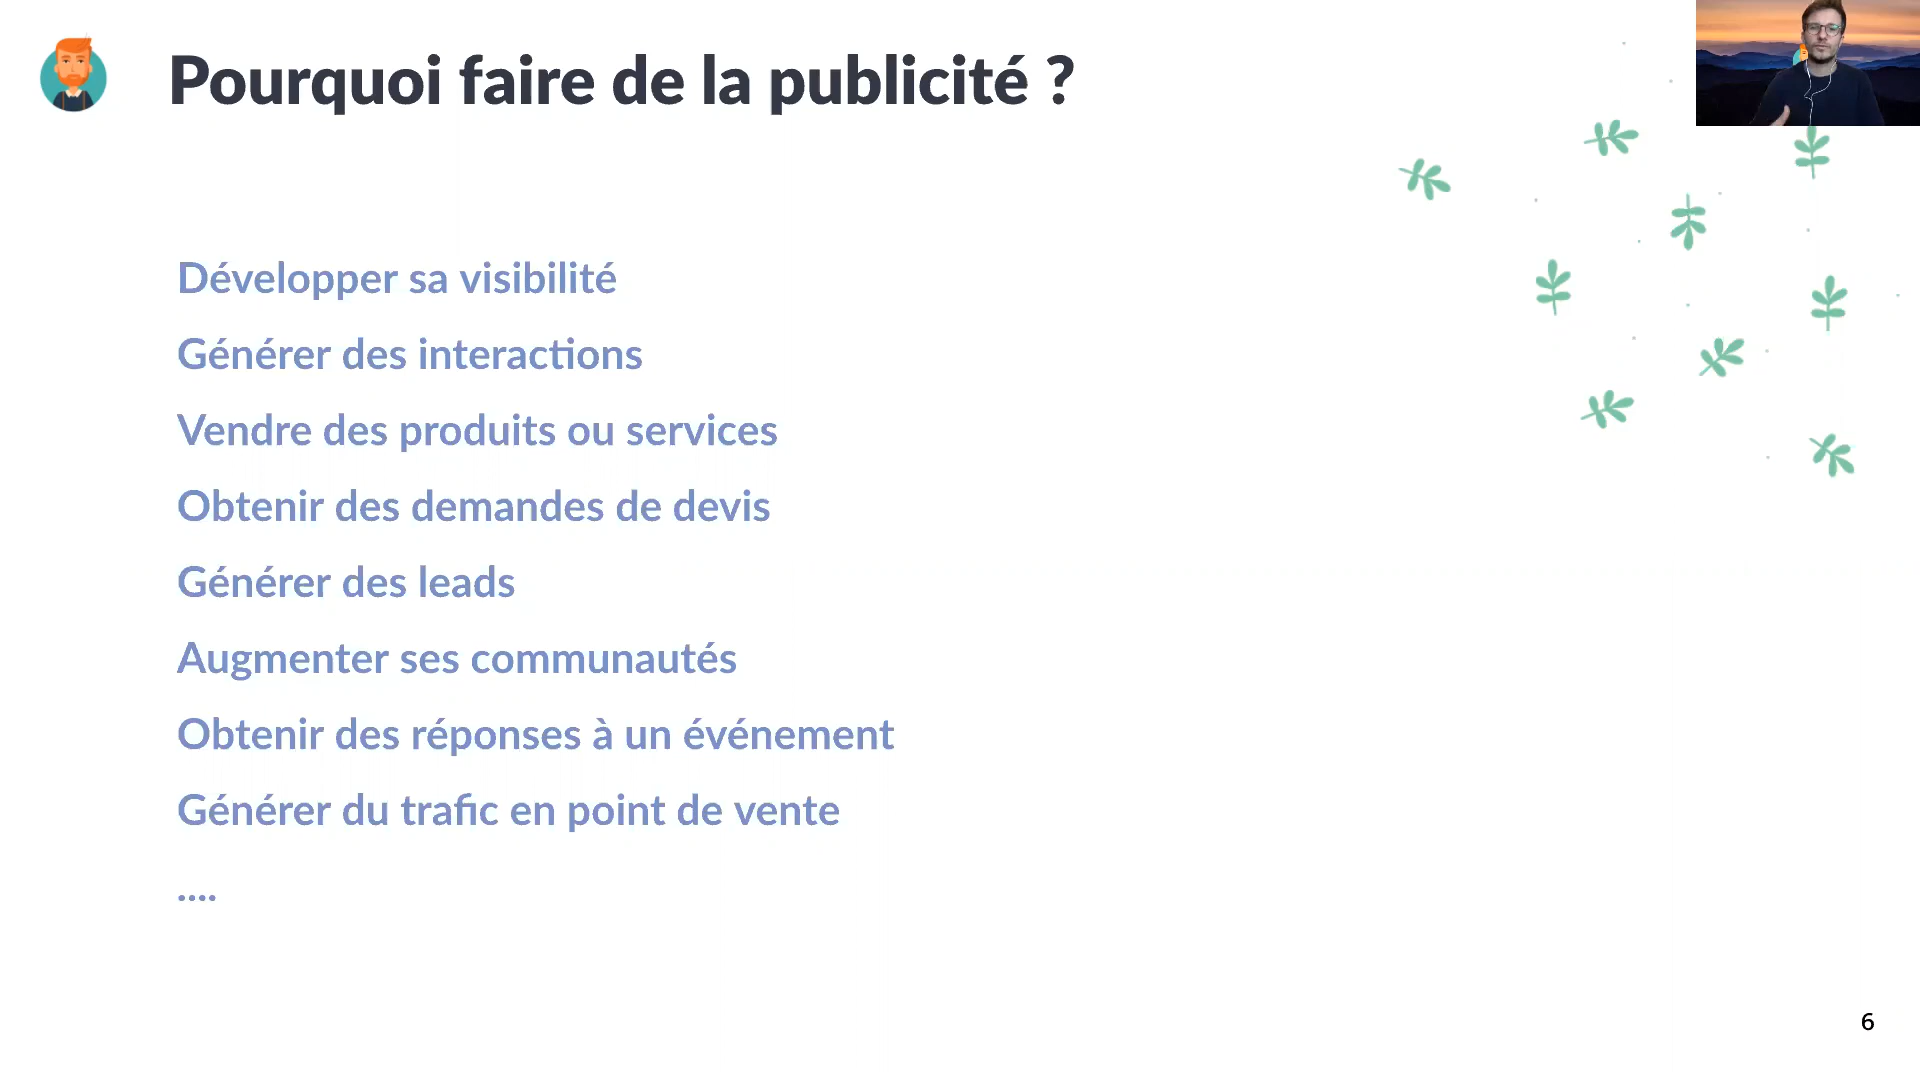 Pourquoi faire de la publicité ?
Développer sa visibilité
Générer des interactions
Vendre des produits ou services
Obtenir des demandes de devis
Générer des leads
Augmenter ses communautés
Obtenir des réponses à un événement
Générer du trafic en point de vente
....
6